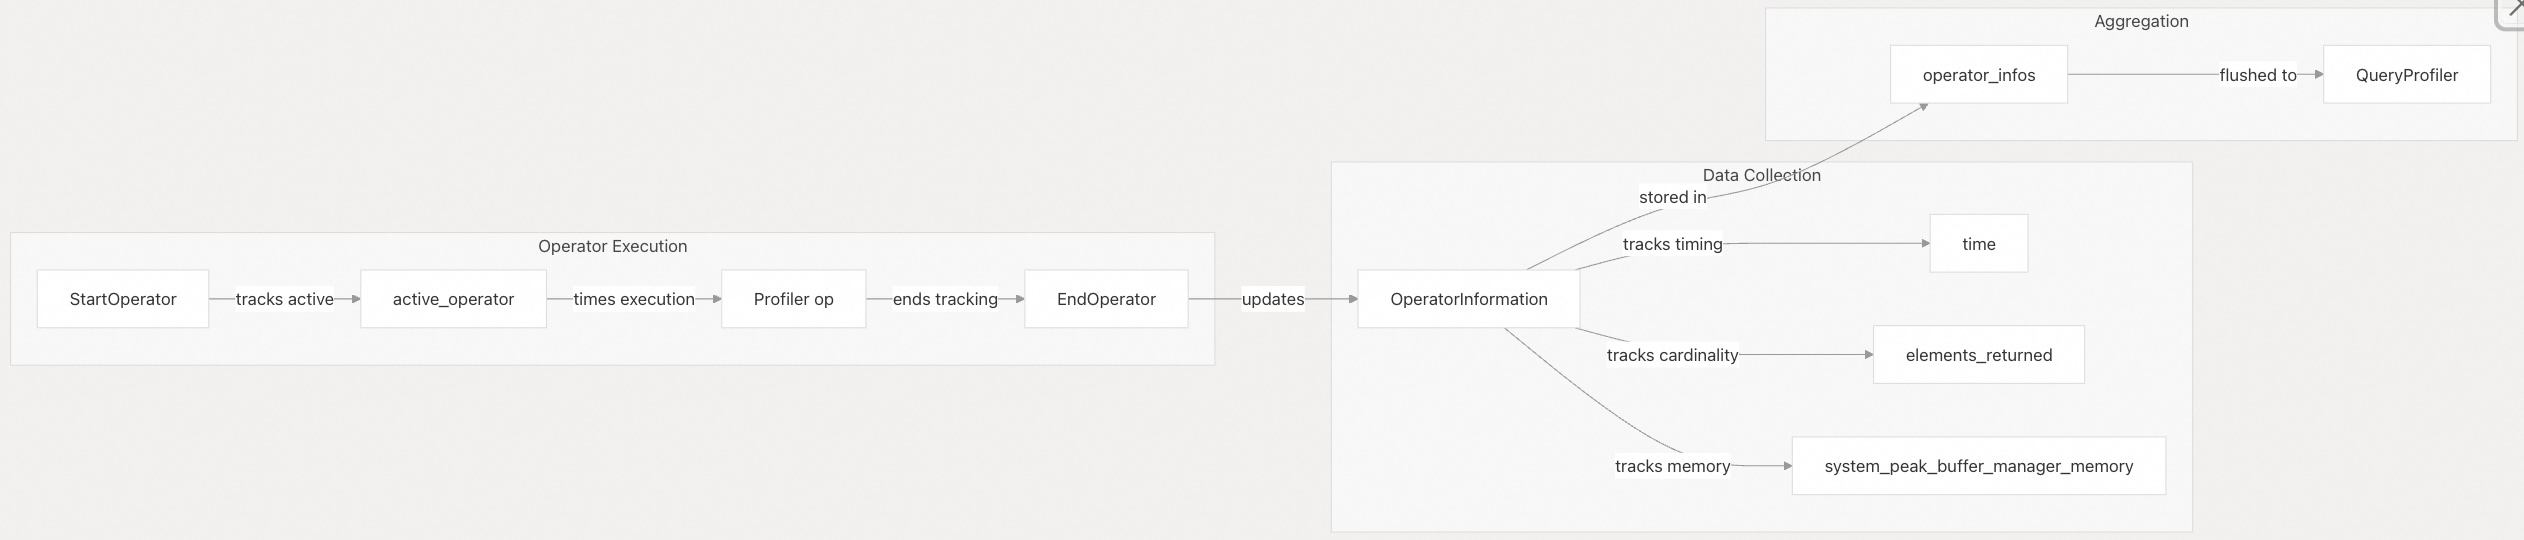 Aggregation
operator_infos
flushed to
QueryProfiler
Data Collection
stored in
tracks timing
time
Operator Execution
StartOperator
tracks active
active_operator
times execution
Profiler op
ends tracking
EndOperator
updates
OperatorInformation
tracks cardinality
elements_returned
tracks memory
system_peak_buffer_manager_memory